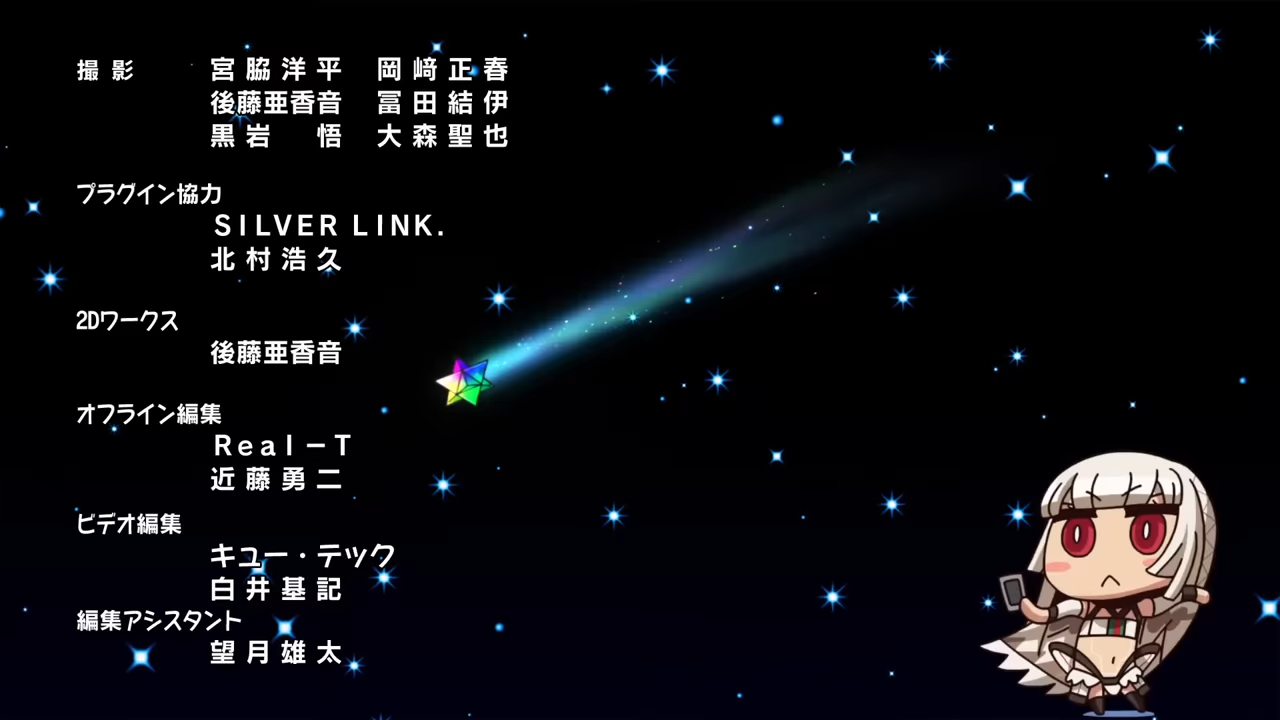 撮影 宮脇洋平 岡﨑正春
後藤亜香音 冨田結伊
黒岩 悟 大森聖也
プラグイン協力
SILVER LINK.
北村浩久
2Dワークス
後藤亜香音
オフライン編集
Real-T
近藤勇二
ビデオ編集
キュー・テック
白井基記
編集アシスタント
望月雄太